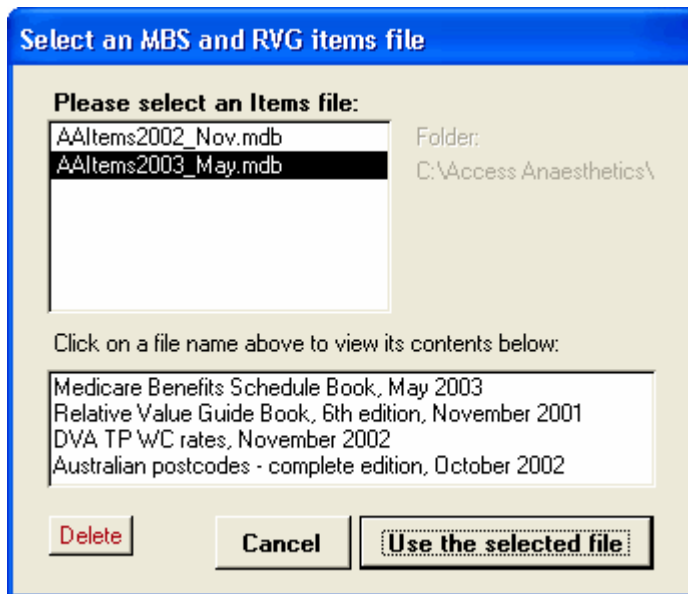 Select an MBS and RVG items file
Please select an Items file:
AAItems2002_Nov.mdb
AAItems2003_May.mdb
Folder:
C:\Access Anaesthetics\
Click on a file name above to view its contents below:
Medicare Benefits Schedule Book, May 2003
Relative Value Guide Book, 6th edition, November 2001
DVA TP WC rates, November 2002
Australian postcodes - complete edition, October 2002
Delete
Cancel
Use the selected file